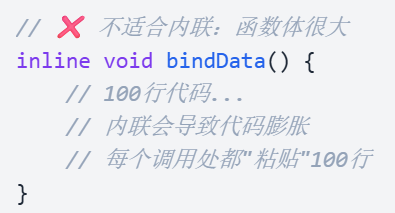 // ❌ 不适合内联：函数体很大
inline void bindData() {
    // 100行代码...
    // 内联会导致代码膨胀
    // 每个调用处都"粘贴"100行
}